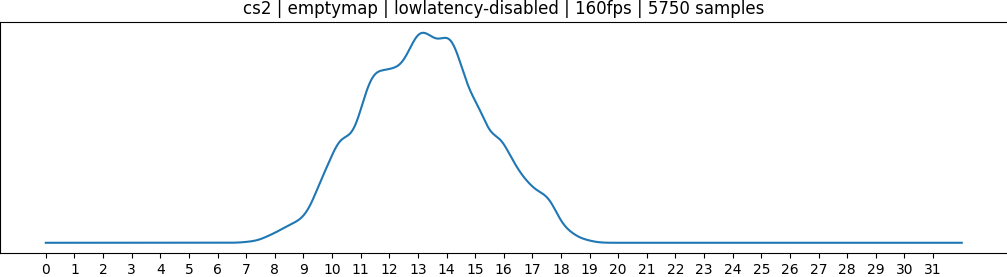 cs2 | emptymap | lowlatency-disabled | 160fps | 5750 samples
0 1 2 3 4 5 6 7 8 9 10 11 12 13 14 15 16 17 18 19 20 21 22 23 24 25 26 27 28 29 30 31